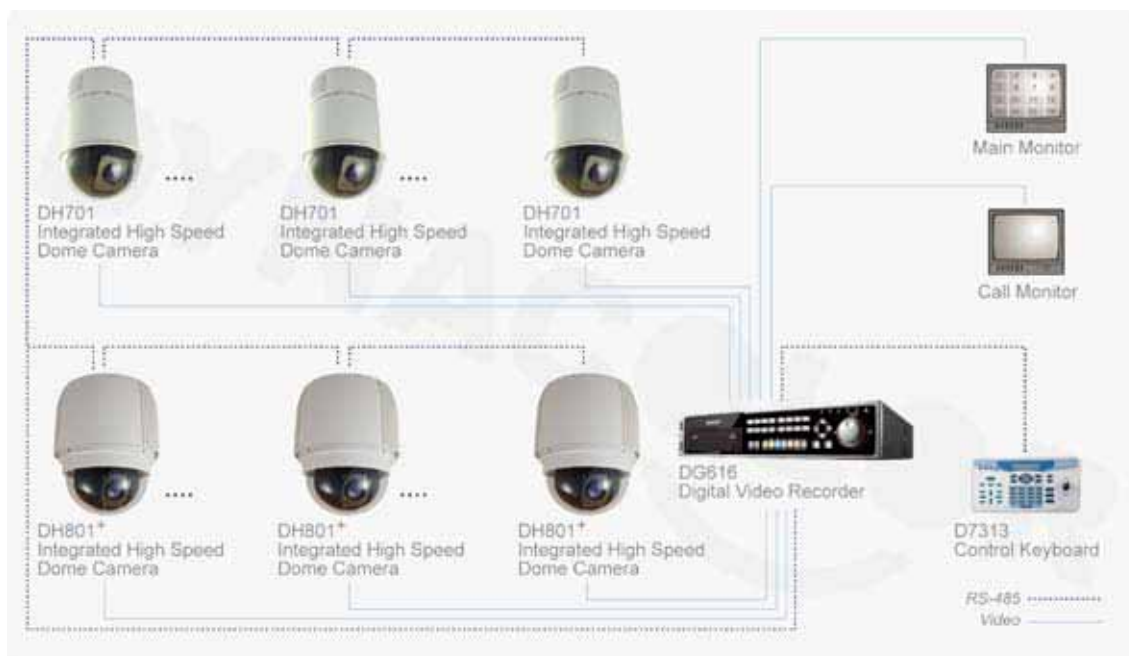 Main Monitor
DH701
Integrated High Speed
Dome Camera
DH701
Integrated High Speed
Dome Camera
DH701
Integrated High Speed
Dome Camera
Call Monitor
DG616
Digital Video Recorder
DH801+
Integrated High Speed
Dome Camera
DH801+
Integrated High Speed
Dome Camera
DH801+
Integrated High Speed
Dome Camera
D7313
Control Keyboard
RS-485
Video